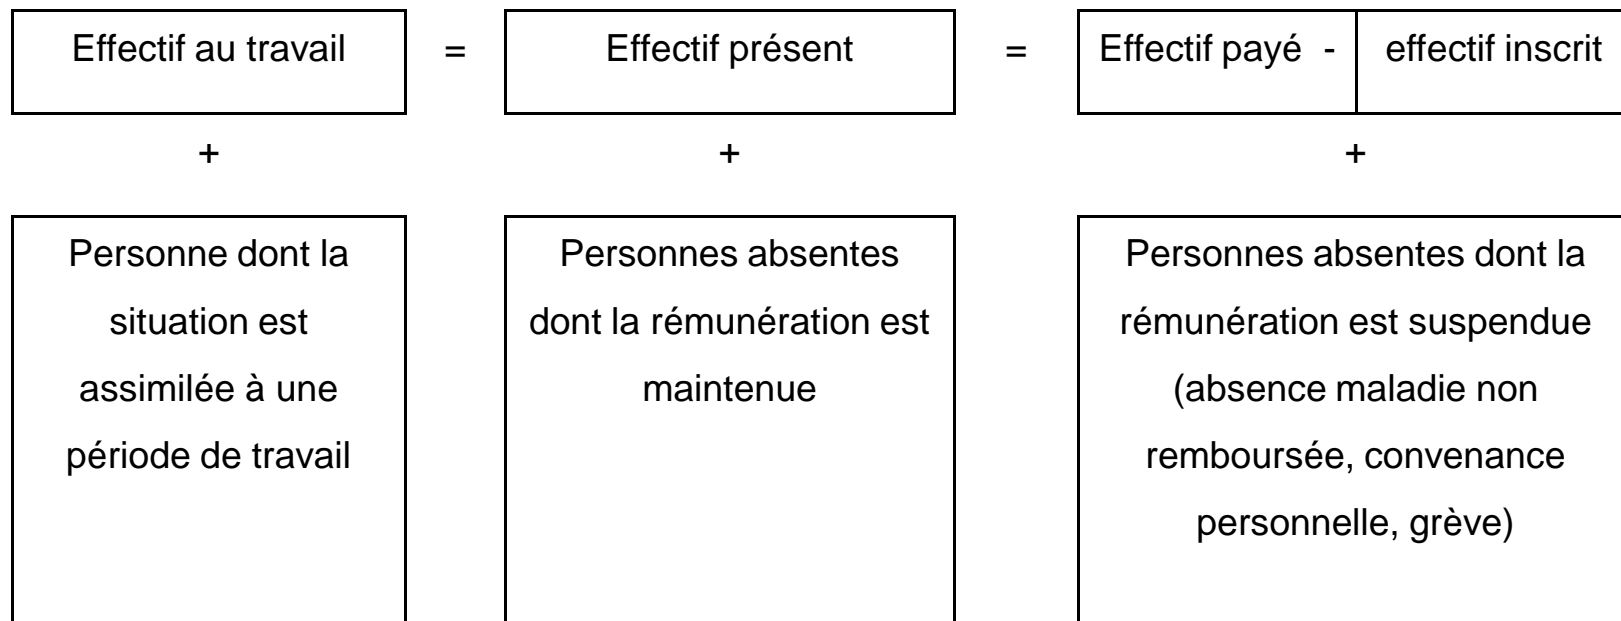 Effectif au travail = Effectif présent = Effectif payé - effectif inscrit
+ + +
Personne dont la
situation est
assimilée à une
période de travail
Personnes absentes
dont la rémunération est
maintenue
Personnes absentes dont la
rémunération est suspendue
(absence maladie non
remboursée, convenance
personnelle, grève)